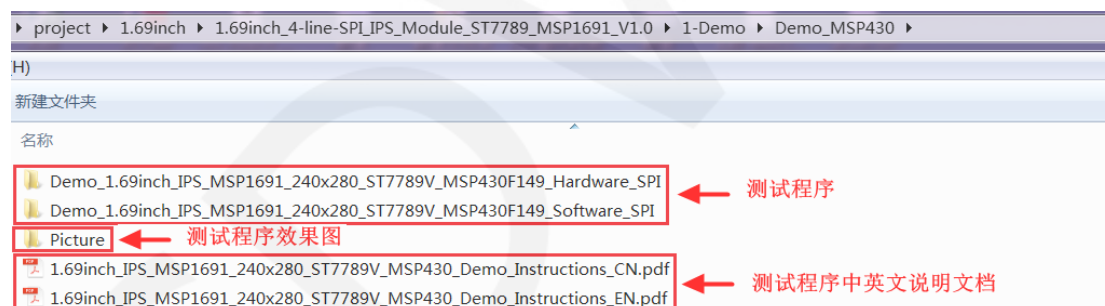 project ▸ 1.69inch ▸ 1.69inch_4-line-SPI_IPS_Module_ST7789_MSP1691_V1.0 ▸ 1-Demo ▸ Demo_MSP430 ▸
(H)
新建文件夹
名称
Demo_1.69inch_IPS_MSP1691_240x280_ST7789V_MSP430F149_Hardware_SPI
测试程序
Demo_1.69inch_IPS_MSP1691_240x280_ST7789V_MSP430F149_Software_SPI
Picture 测试程序效果图
1.69inch_IPS_MSP1691_240x280_ST7789V_MSP430_Demo_Instructions_CN.pdf
测试程序中英文说明文档
1.69inch_IPS_MSP1691_240x280_ST7789V_MSP430_Demo_Instructions_EN.pdf